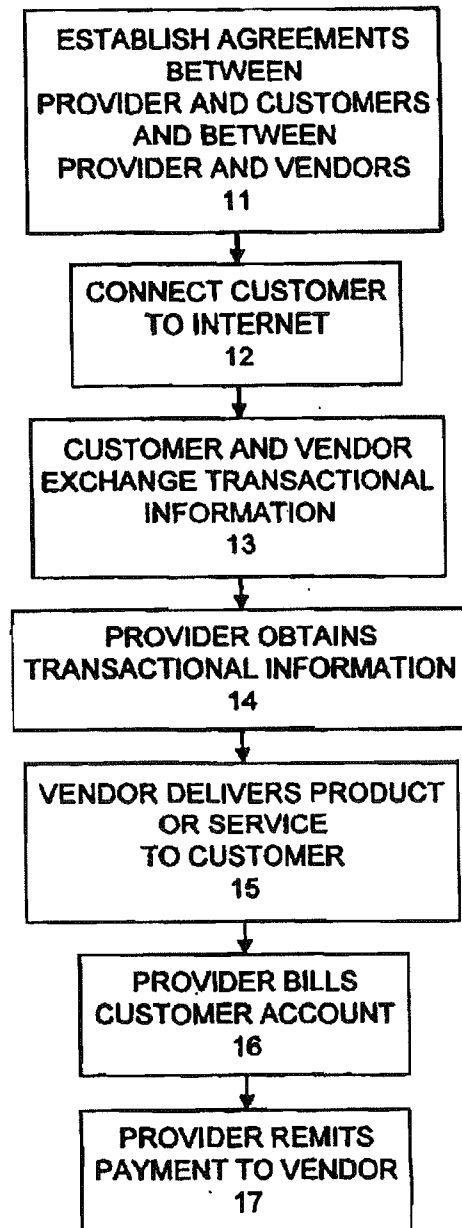 ESTABLISH AGREEMENTS
BETWEEN
PROVIDER AND CUSTOMERS
AND BETWEEN
PROVIDER AND VENDORS
11
CONNECT CUSTOMER
TO INTERNET
12
CUSTOMER AND VENDOR
EXCHANGE TRANSACTIONAL
INFORMATION
13
PROVIDER OBTAINS
TRANSACTIONAL INFORMATION
14
VENDOR DELIVERS PRODUCT
OR SERVICE
TO CUSTOMER
15
PROVIDER BILLS
CUSTOMER ACCOUNT
16
PROVIDER REMITS
PAYMENT TO VENDOR
17